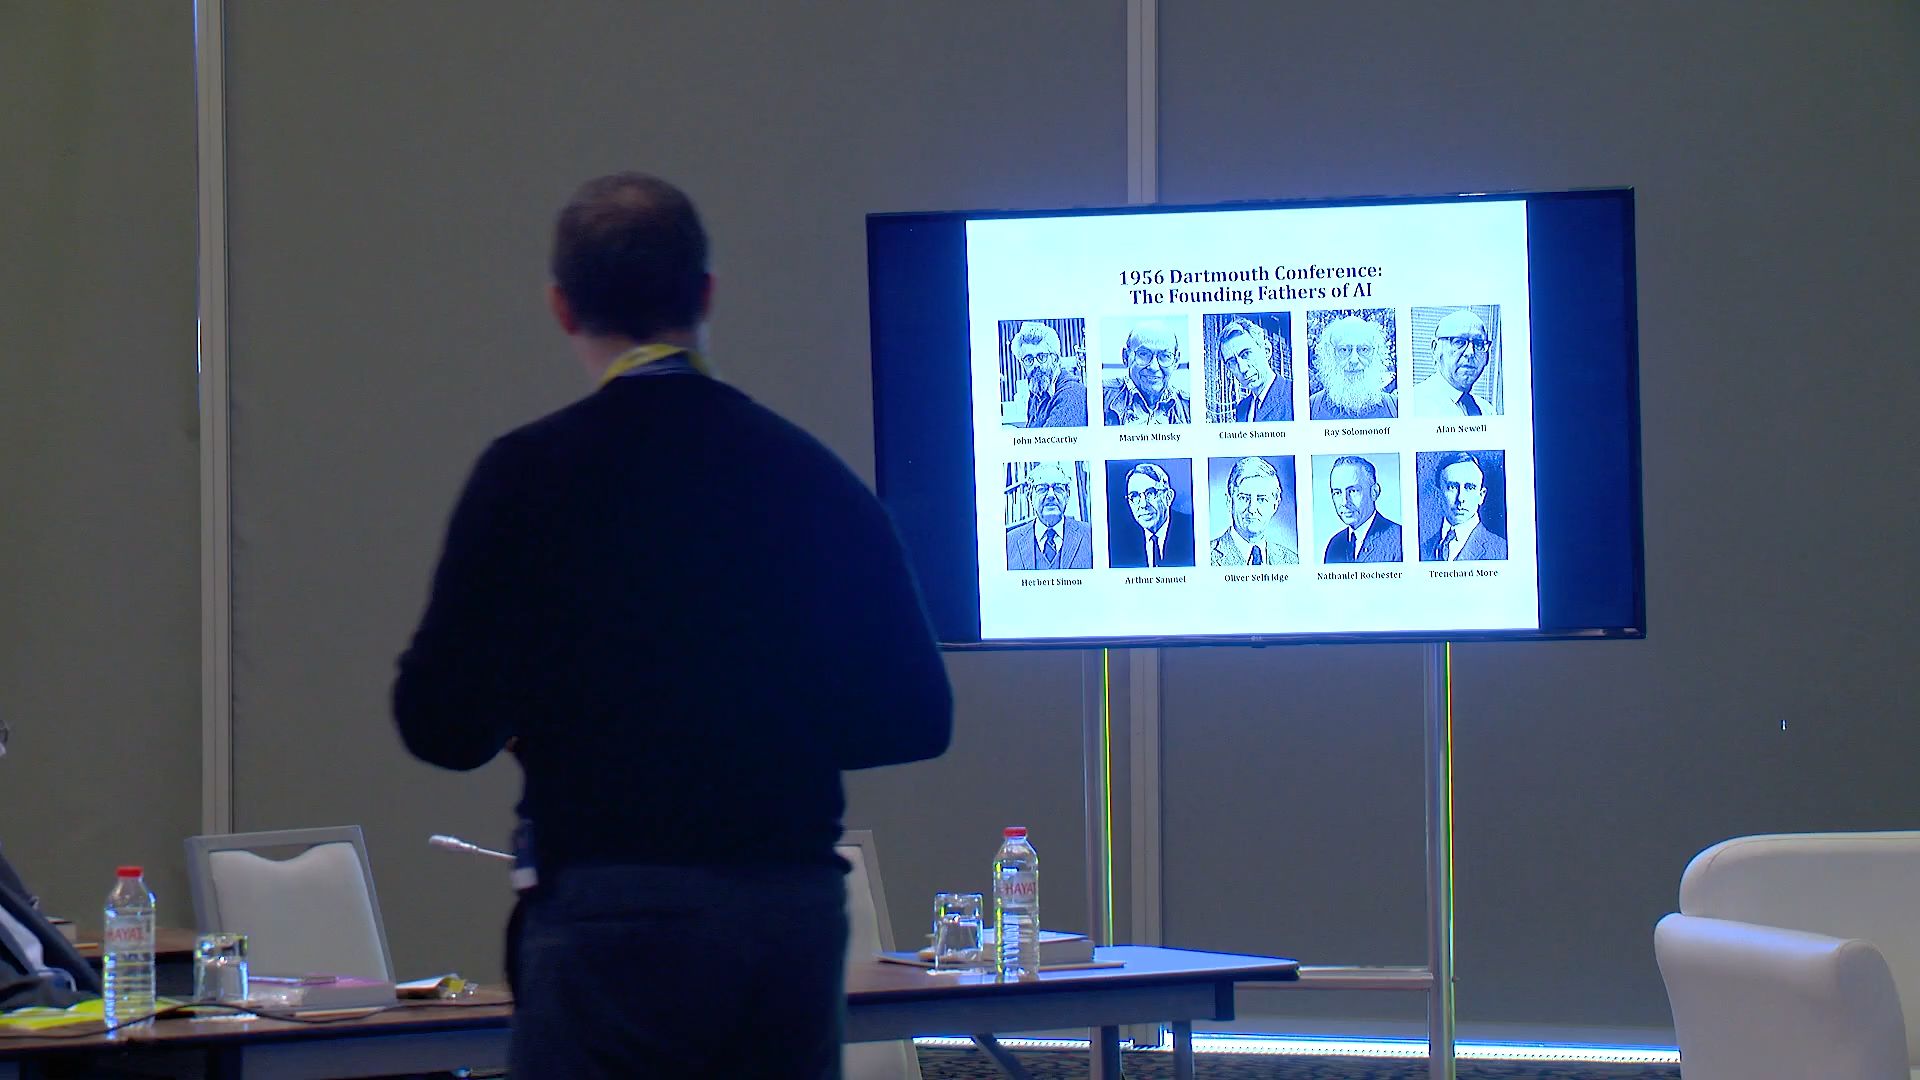 1956 Dartmouth Conference:
The Founding Fathers of AI
John MacCarthy
Marvin Minsky
Claude Shannon
Ray Solomonoff
Alan Newell
Herbert Simon
Arthur Samuel
Oliver Selfridge
Nathaniel Rochester
Trenchard More
HAYAT
HAYAT